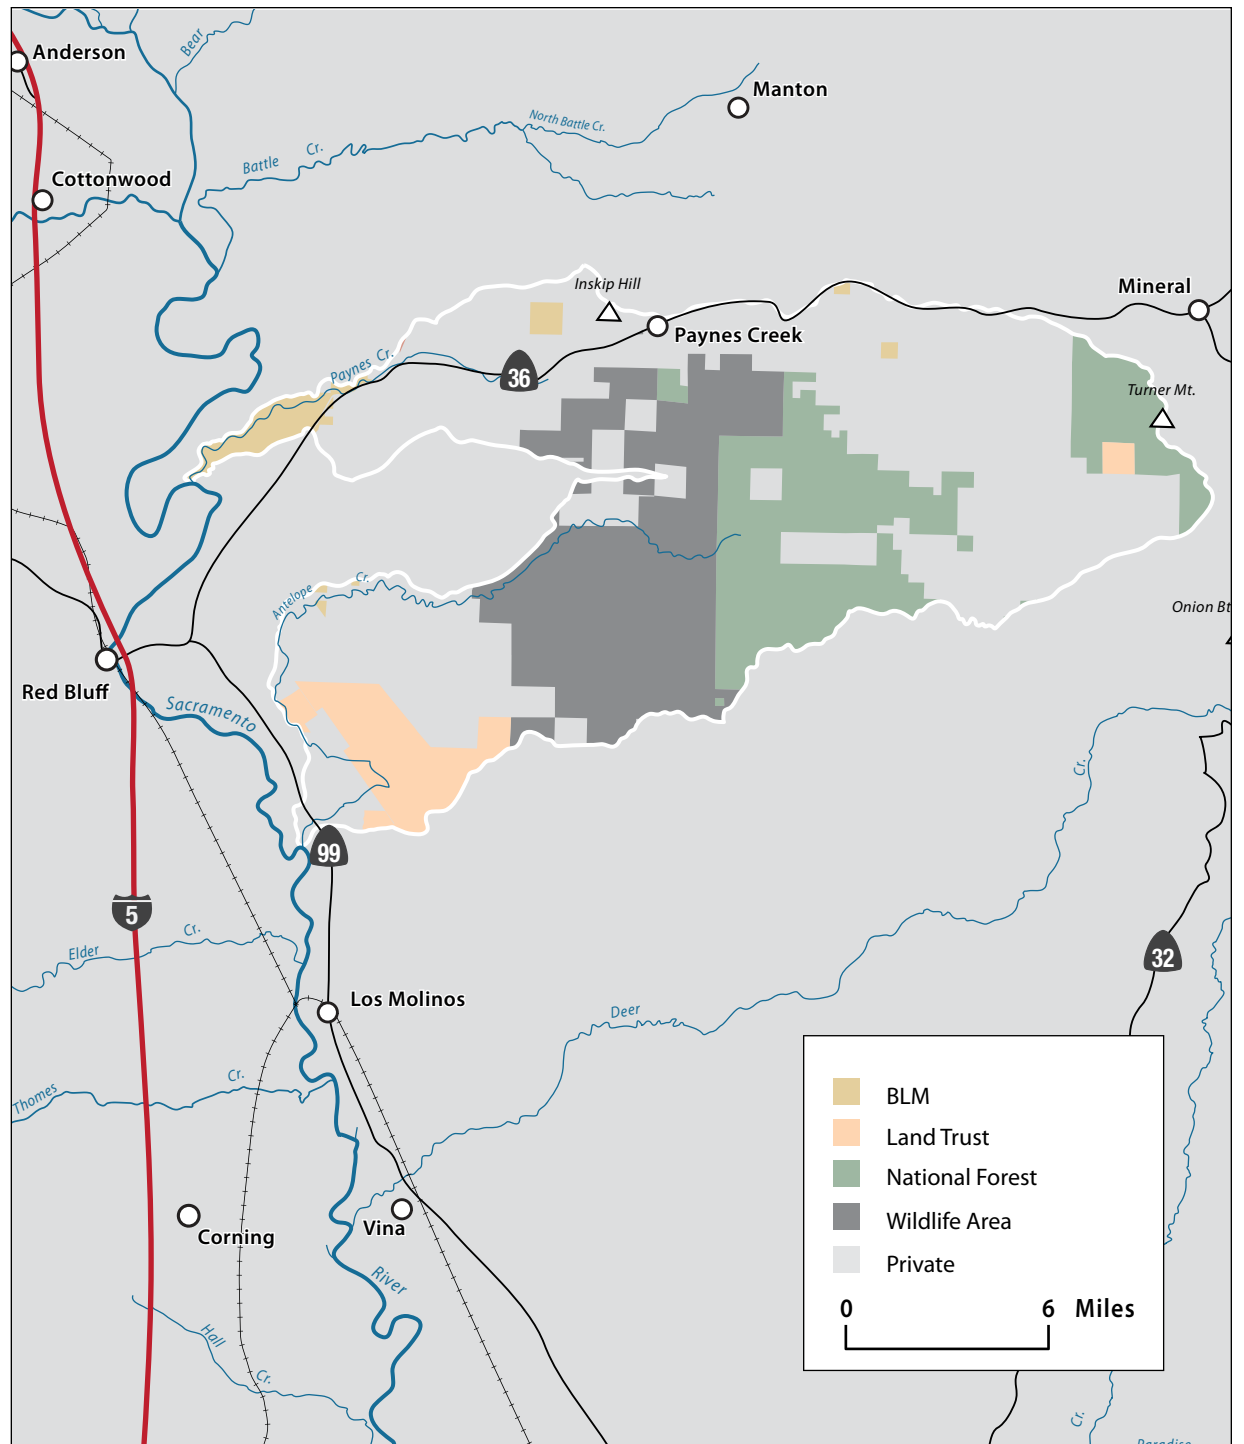 Bear
Anderson
Manton
North Battle Cr.
Battle Cr.
Cottonwood
Inskip Hill
Mineral
Paynes Creek
Paynes Cr.
36
Turner Mt.
Antelope Cr.
Onion Bt
Red Bluff
Sacramento
Cr.
99
5
Elder Cr.
32
Los Molinos
Deer
Thomes Cr.
Corning
Vina
River
Hall Cr.
Cr.
Paradise
BLM
Land Trust
National Forest
Wildlife Area
Private
0 6 Miles